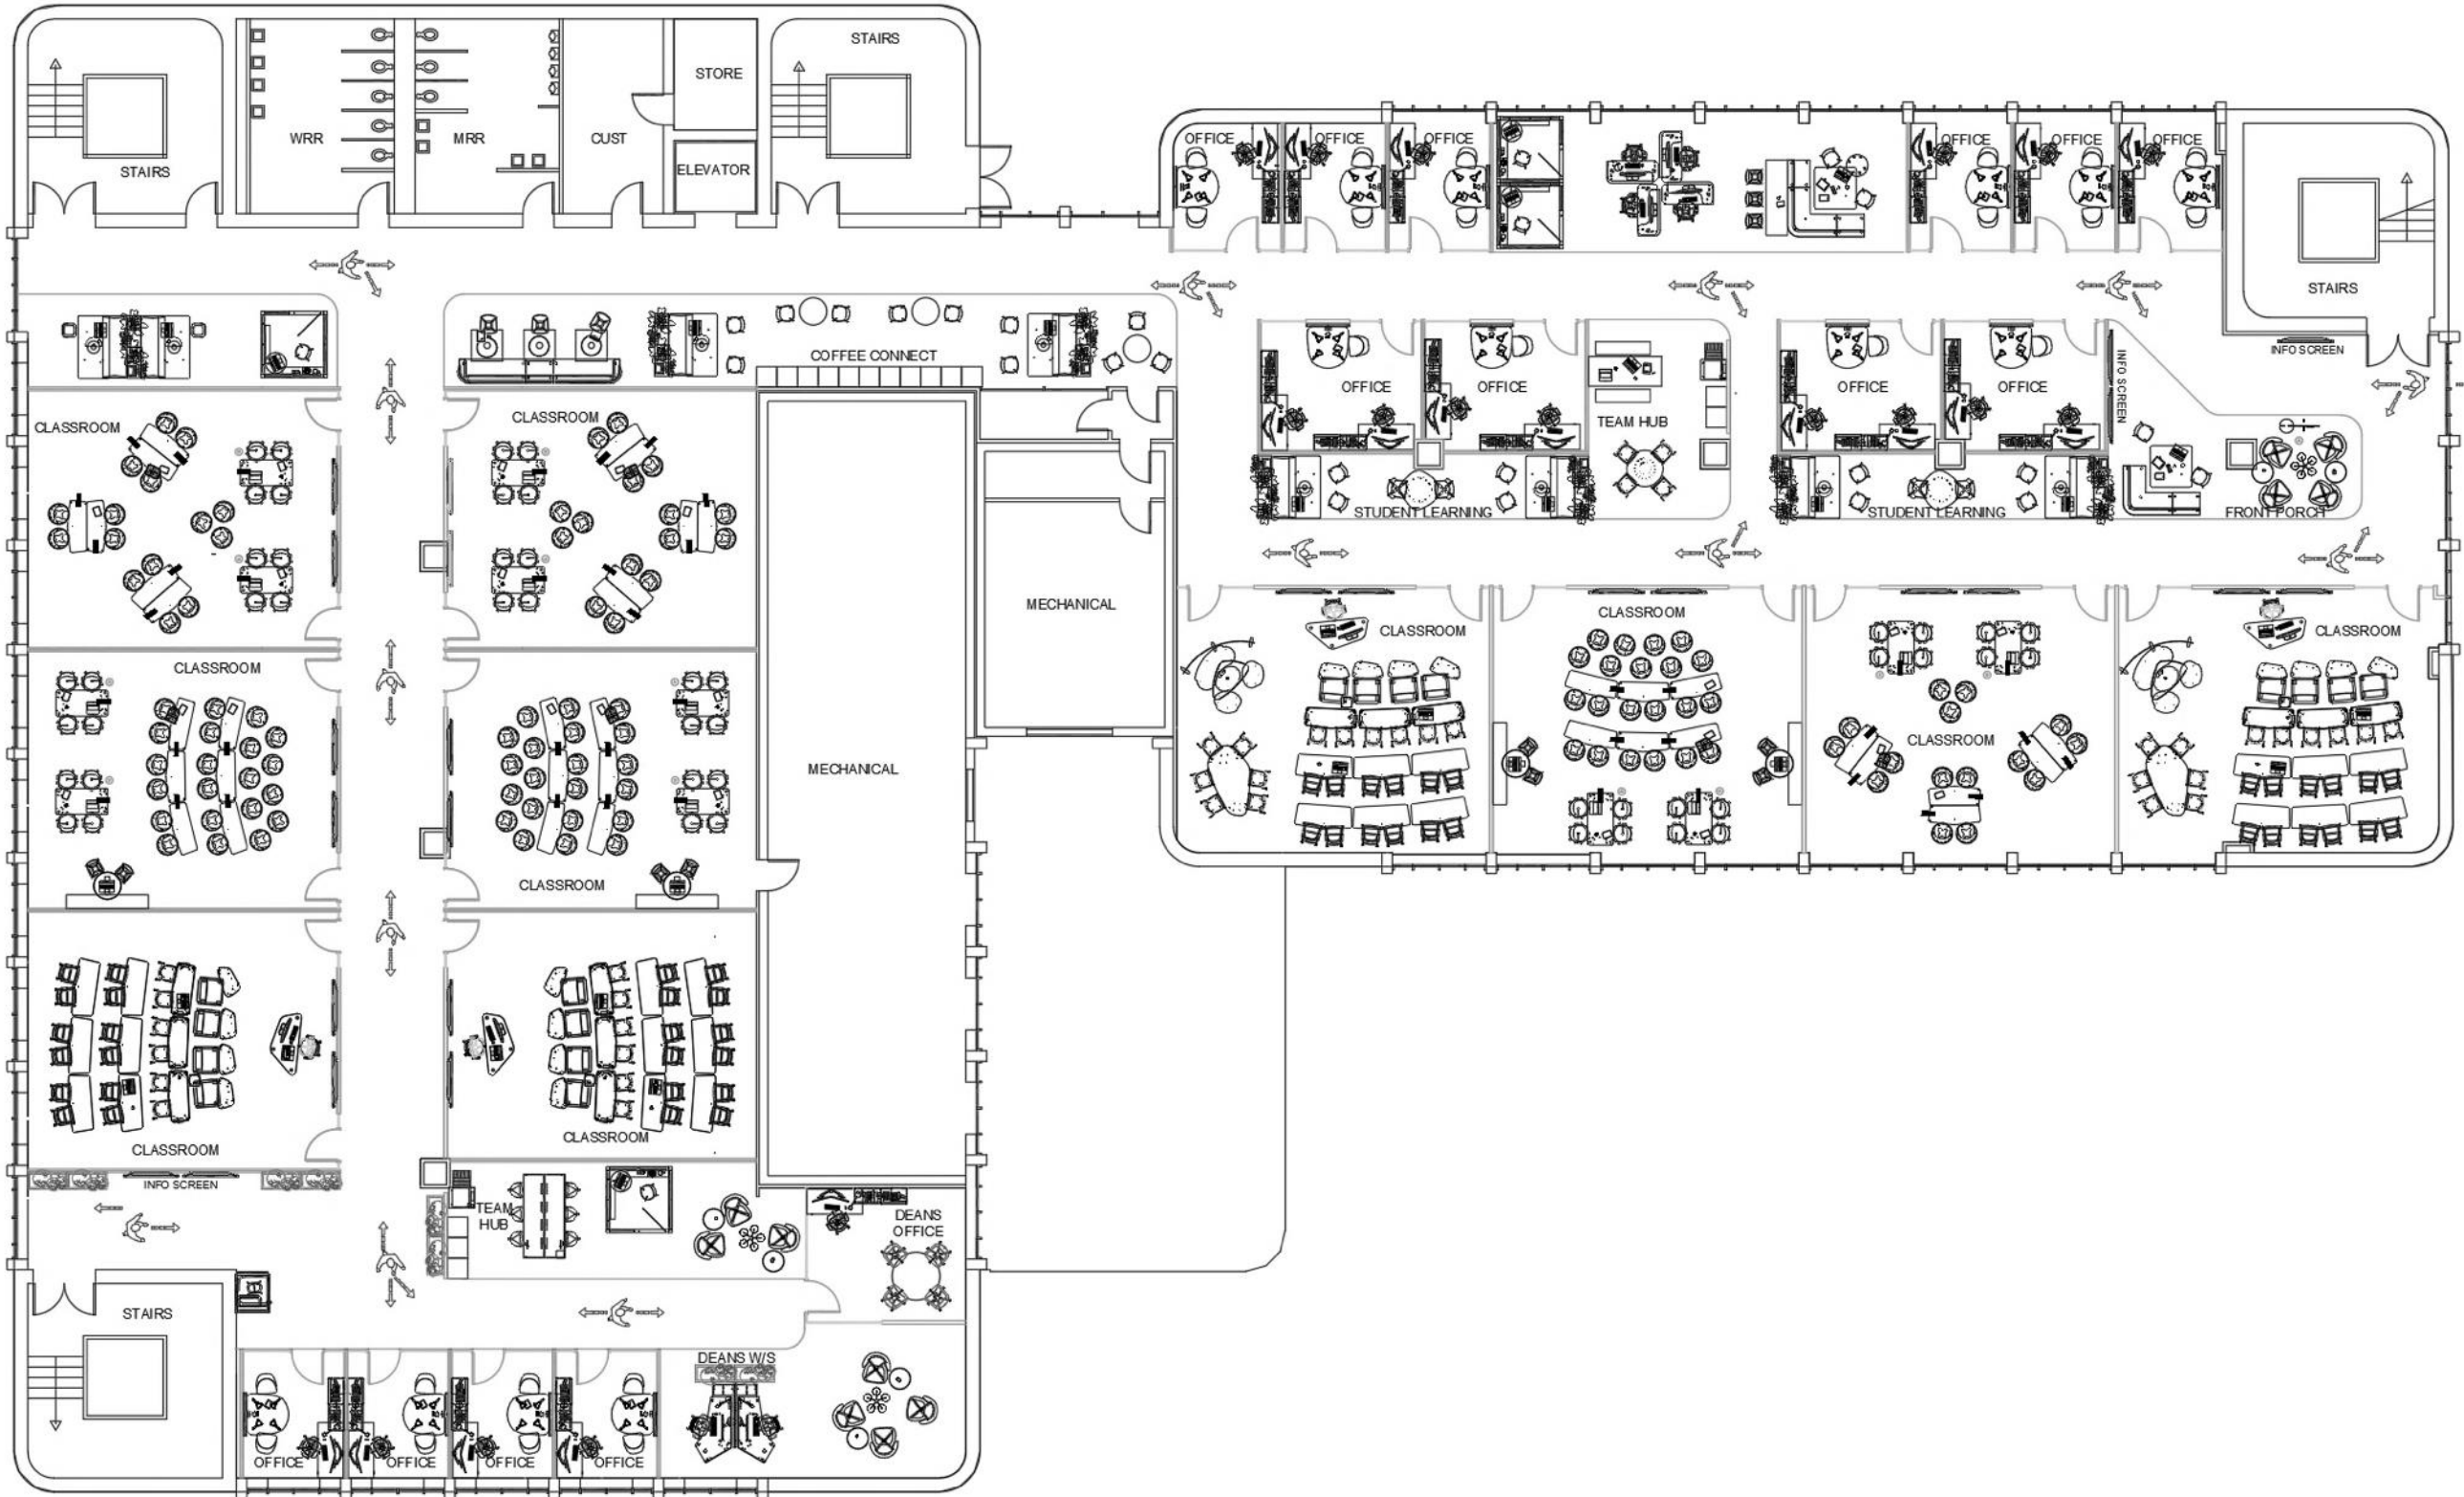 STAIRS
STORE
STAIRS
WRR
MRR
CUST
ELEVATOR
OFFICE
OFFICE
OFFICE
OFFICE
OFFICE
OFFICE
STAIRS
INFO SCREEN
COFFEE CONNECT
INFO SCREEN
OFFICE
OFFICE
OFFICE
OFFICE
TEAM HUB
CLASSROOM
CLASSROOM
STUDENT LEARNING
STUDENT LEARNING
FRONT PORCH
MECHANICAL
CLASSROOM
CLASSROOM
CLASSROOM
CLASSROOM
CLASSROOM
MECHANICAL
CLASSROOM
CLASSROOM
CLASSROOM
INFO SCREEN
TEAM
HUB
DEANS
OFFICE
STAIRS
DEANS W/S
OFFICE
OFFICE
OFFICE
OFFICE